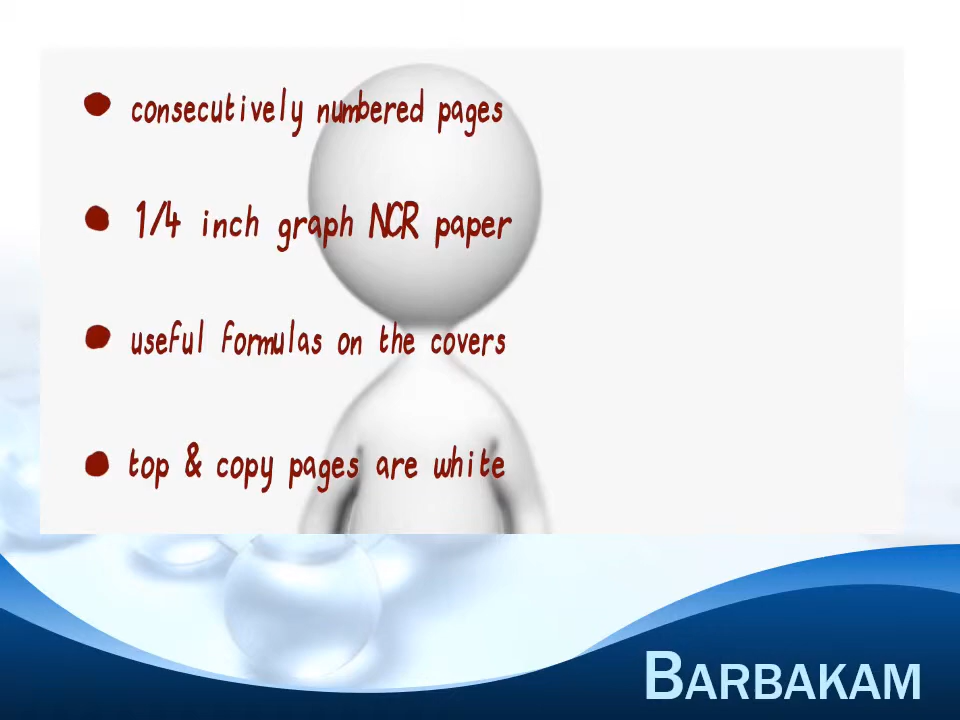 consecutively numbered pages
1/4 inch graph NCR paper
useful formulas on the covers
top & copy pages are white
BARBAKAM